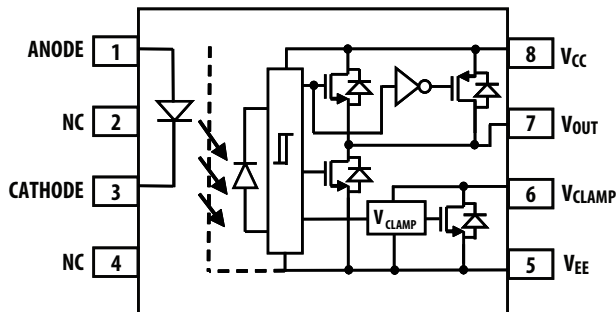 ANODE 1
NC 2
CATHODE 3
NC 4
8 VCC
7 VOUT
6 VCLAMP
5 VEE
VCLAMP